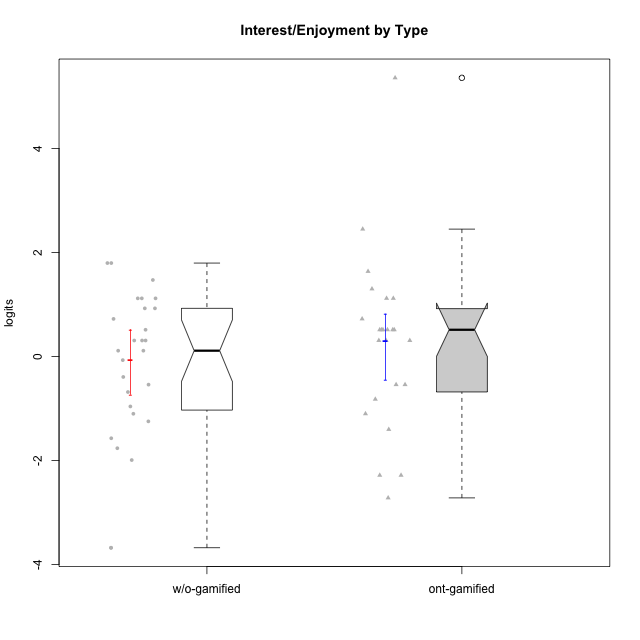 Interest/Enjoyment by Type
logits
4
2
0
-2
-4
w/o-gamified
ont-gamified